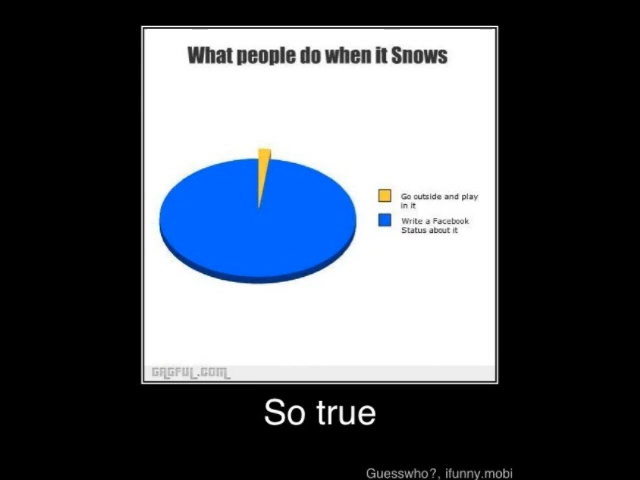 What people do when it Snows
Go outside and play
in it
Write a Facebook
Status about it
GAGFUL.COM
So true
Guesswho?, ifunny.mobi